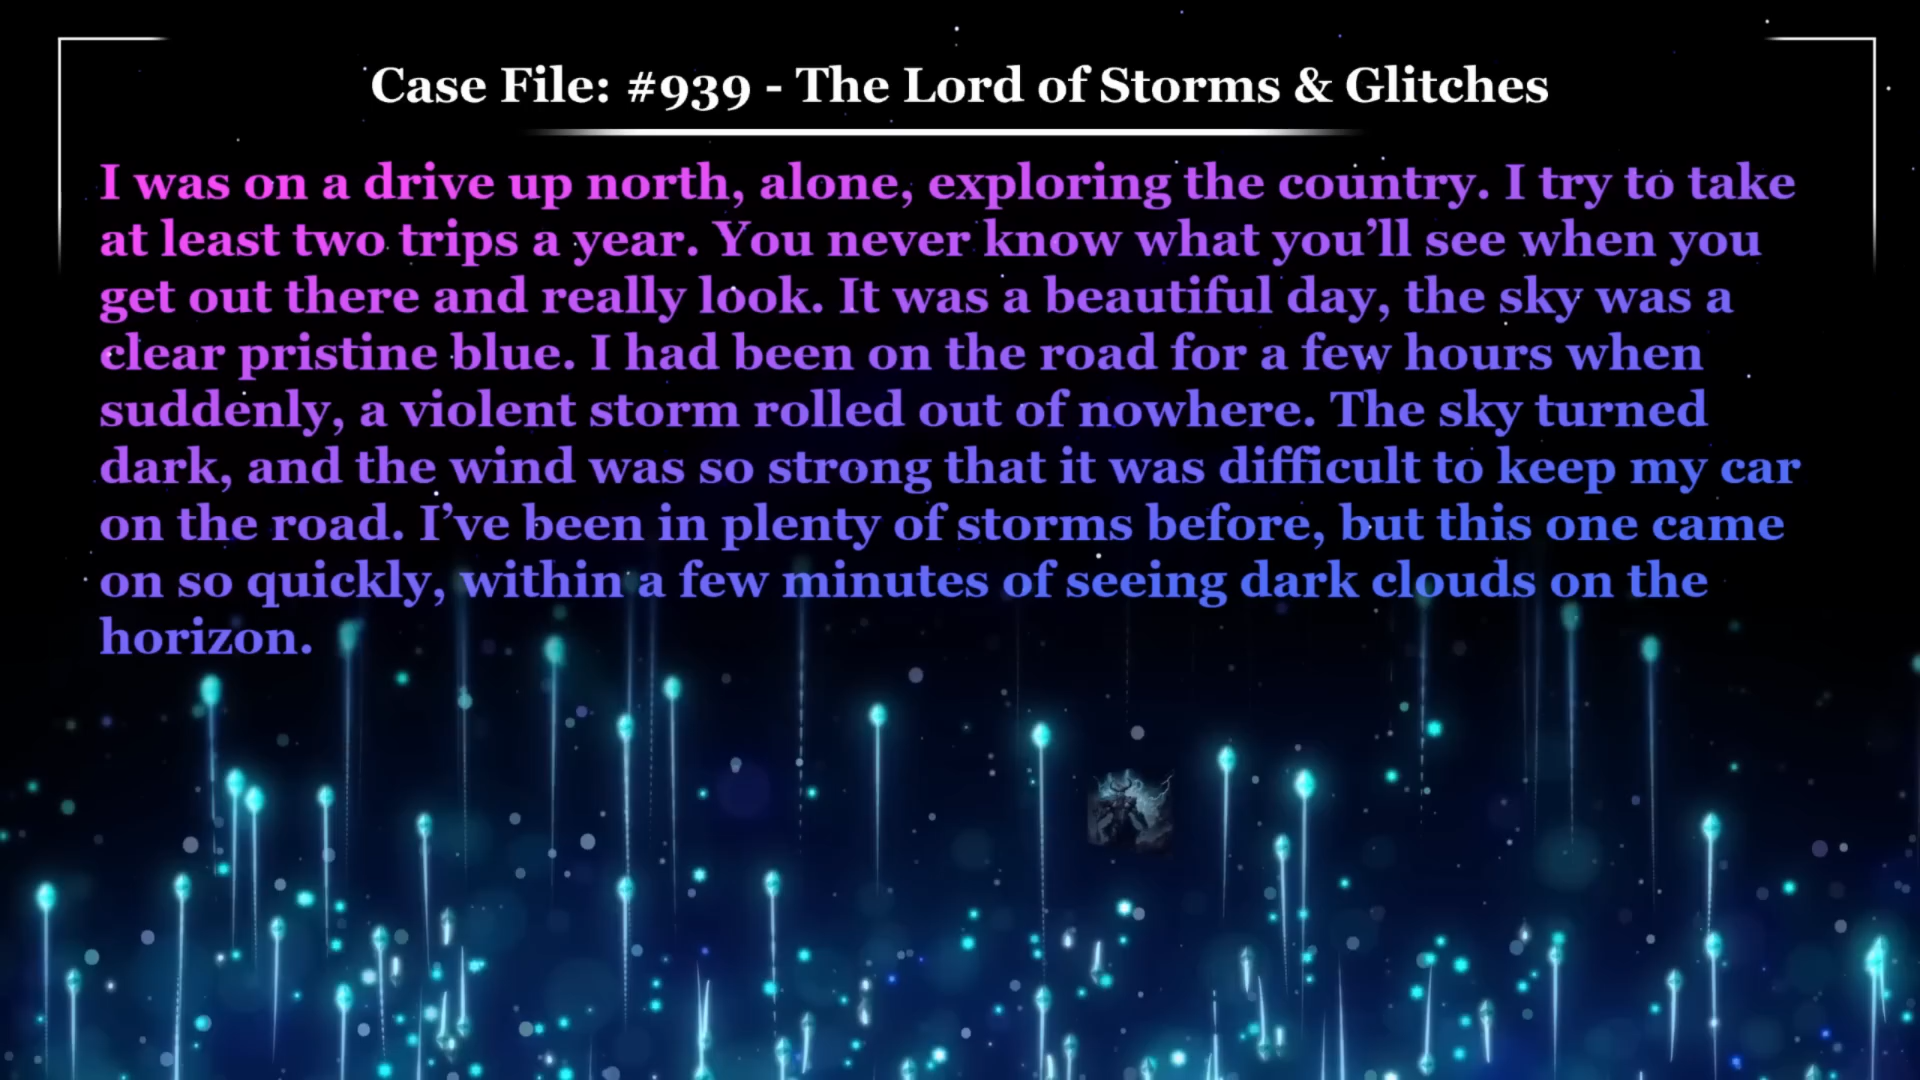 Case File: #939 - The Lord of Storms & Glitches
I was on a drive up north, alone, exploring the country. I try to take
at least two trips a year. You never know what you’ll see when you
get out there and really look. It was a beautiful day, the sky was a
clear pristine blue. I had been on the road for a few hours when
suddenly, a violent storm rolled out of nowhere. The sky turned
dark, and the wind was so strong that it was difficult to keep my car
on the road. I’ve been in plenty of storms before, but this one came
on so quickly, within a few minutes of seeing dark clouds on the
horizon.